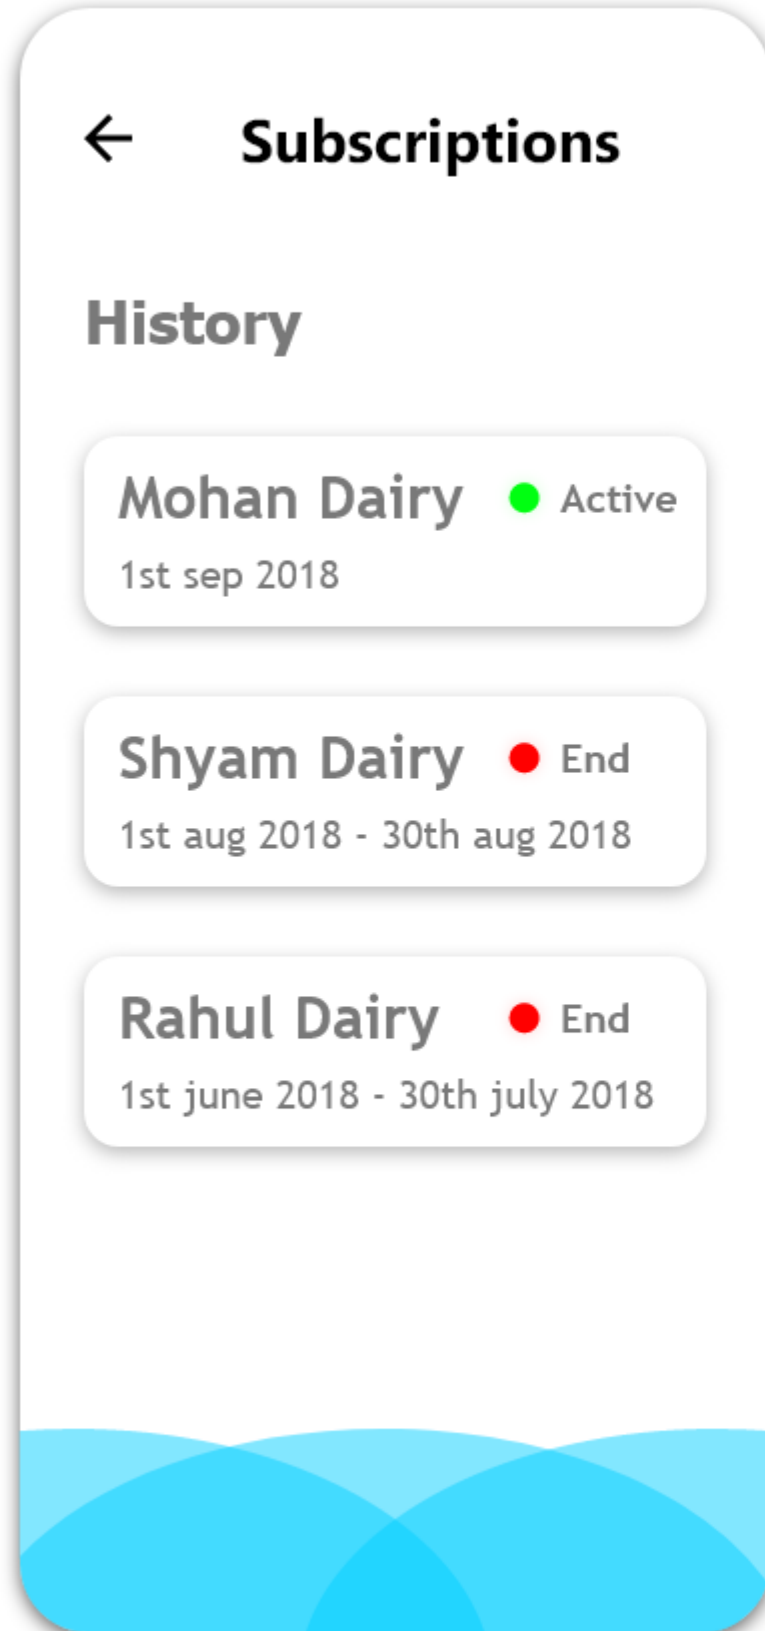 Subscriptions
History
Mohan Dairy Active
1st sep 2018
Shyam Dairy End
1st aug 2018 - 30th aug 2018
Rahul Dairy End
1st june 2018 - 30th july 2018